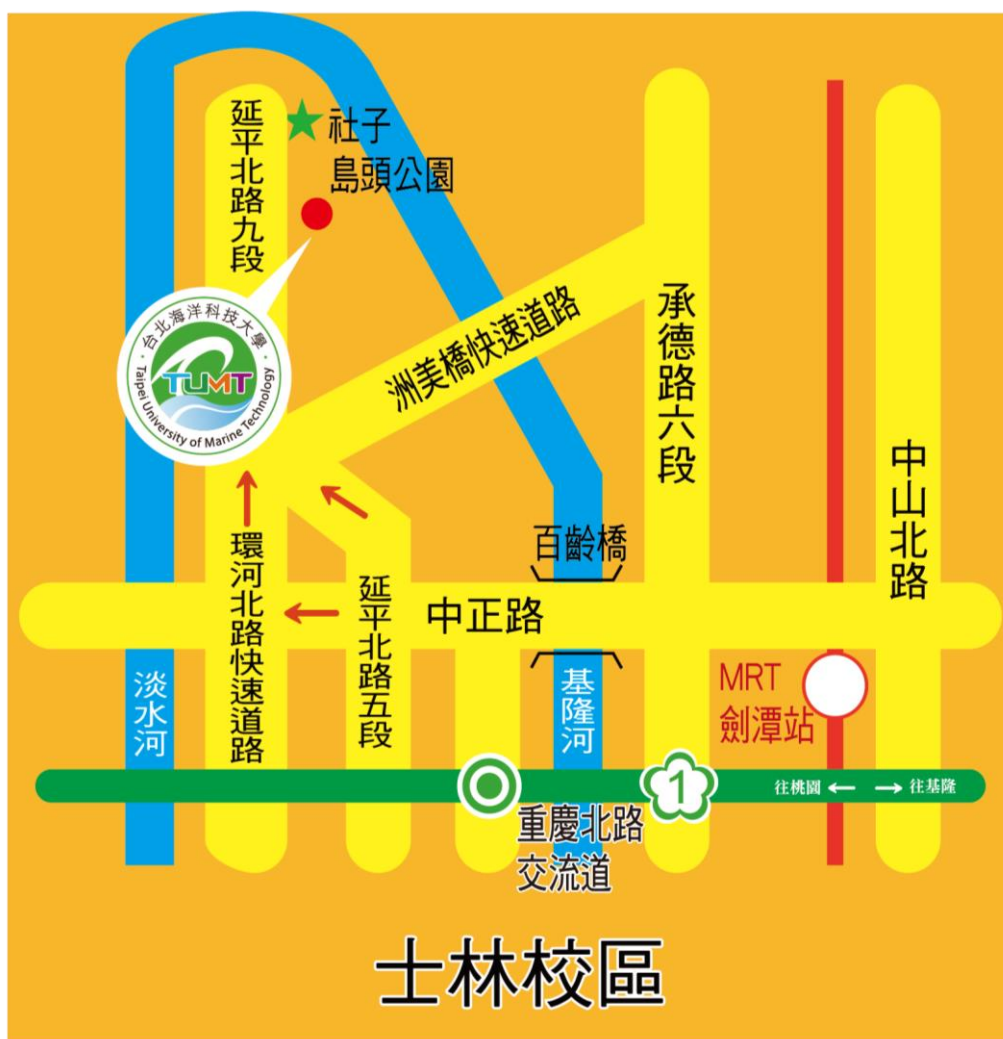 延平北路九段
社子
島頭公園
台北海洋科技大學
TUMT
Taipei University of Marine Technology
洲美橋快速道路
承德路六段
中山北路
百齡橋
環河北路快速道路
延平北路五段
中正路
淡水河
基隆河
MRT
劍潭站
1
往桃園 ← → 往基隆
重慶北路
交流道
士林校區